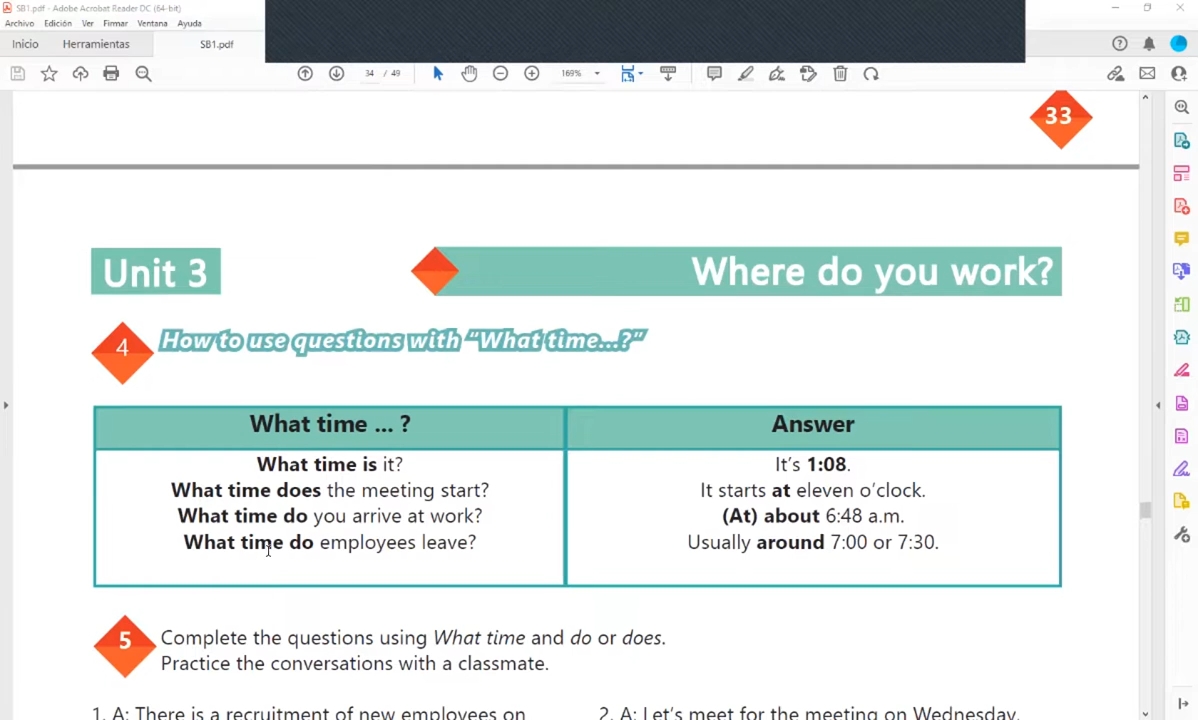 SB1.pdf - Adobe Acrobat Reader DC (64-bit)
Archivo Edición Ver Firmar Ventana Ayuda
Inicio Herramientas SB1.pdf
34 / 49 169%
33
Unit 3
Where do you work?
4 How to use questions with “What time...?”
What time ... ?
Answer
What time is it?
It's 1:08.
What time does the meeting start?
It starts at eleven o'clock.
What time do you arrive at work?
(At) about 6:48 a.m.
What time do employees leave?
Usually around 7:00 or 7:30.
5 Complete the questions using What time and do or does.
Practice the conversations with a classmate.
1. A: There is a recruitment of new employees on
2. A: Let's meet for the meeting on Wednesday.